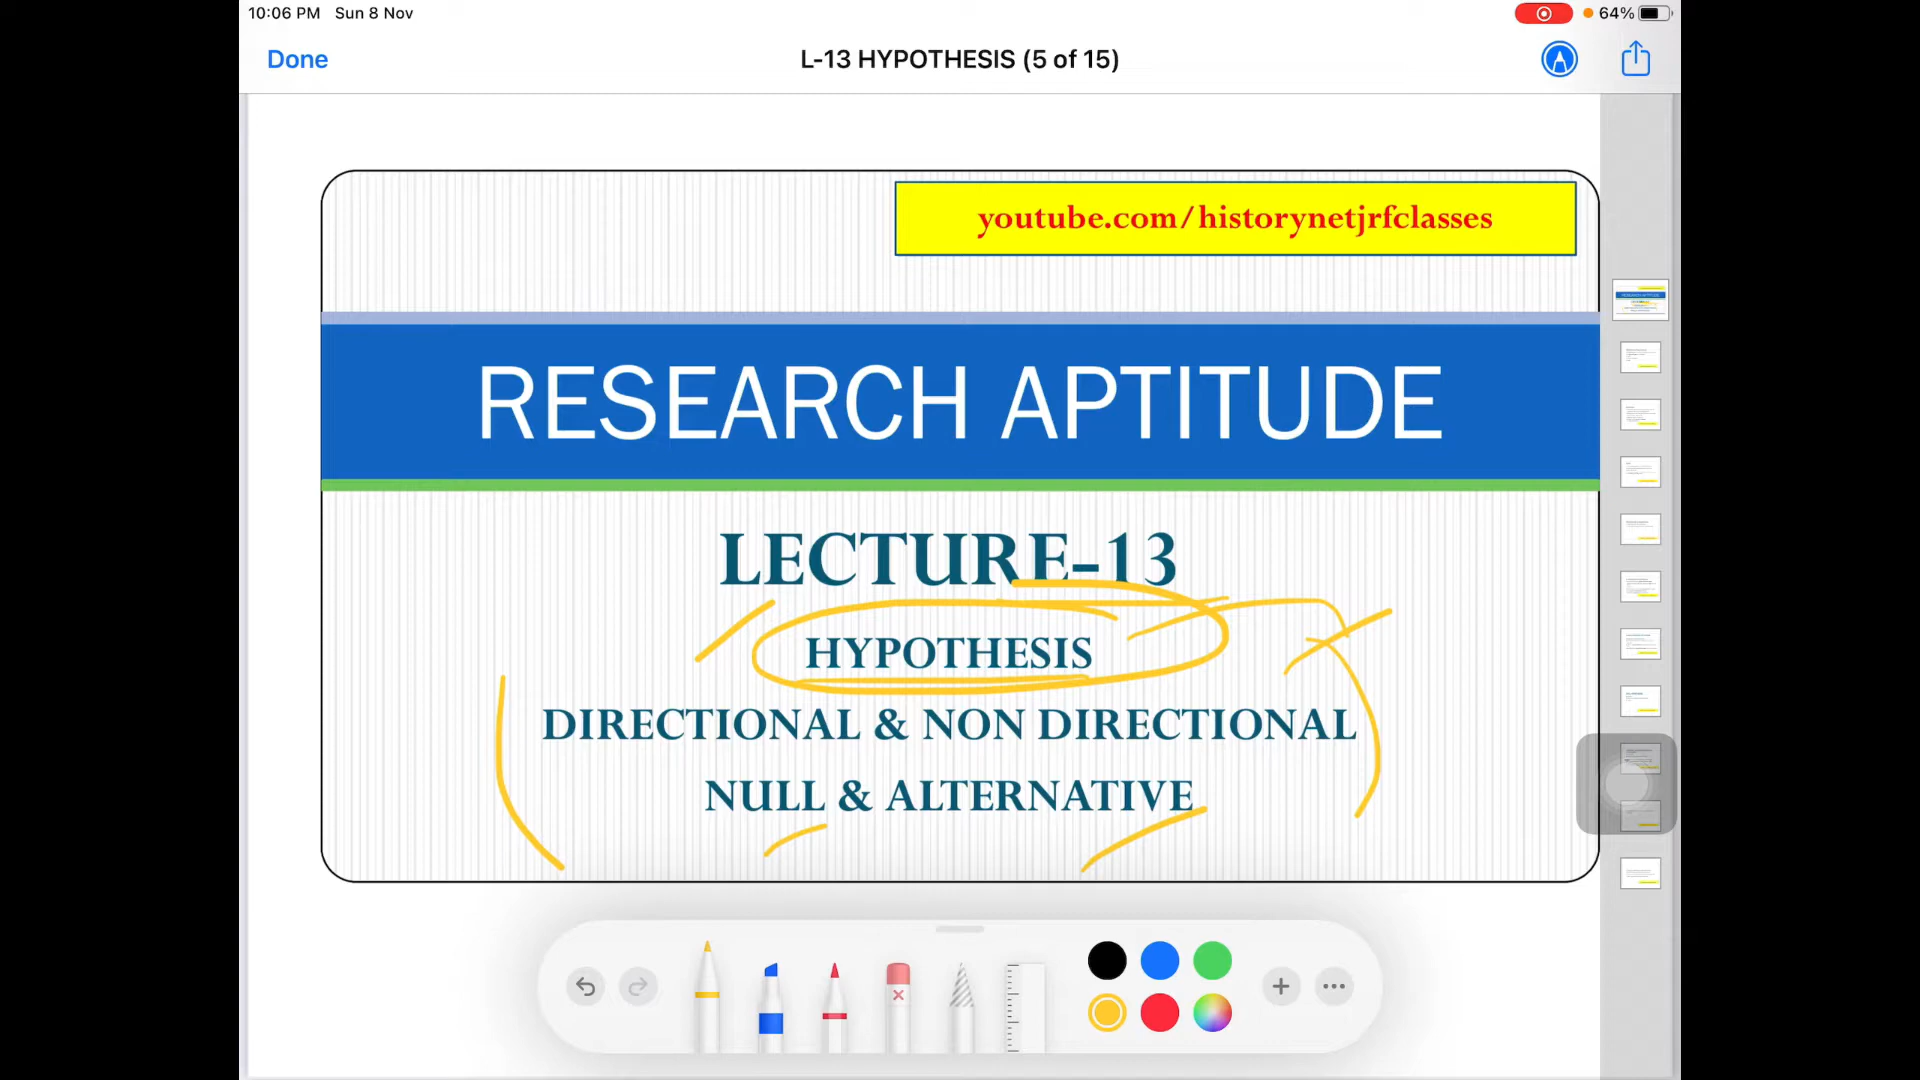 10:06 PM Sun 8 Nov
64%
Done
L-13 HYPOTHESIS (5 of 15)
youtube.com/historynetjrfclasses
RESEARCH APTITUDE
LECTURE-13
HYPOTHESIS
DIRECTIONAL & NON DIRECTIONAL
NULL & ALTERNATIVE